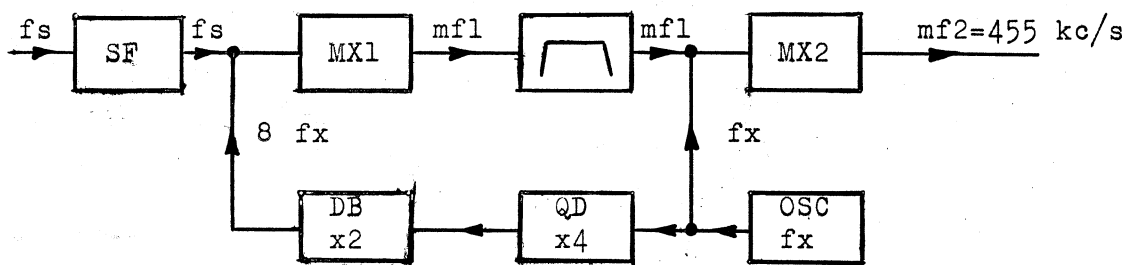 fs
SF
fs
MX1
mf1
mf1
MX2
mf2=455 kc/s
8 fx
fx
DB
x2
QD
x4
OSC
fx